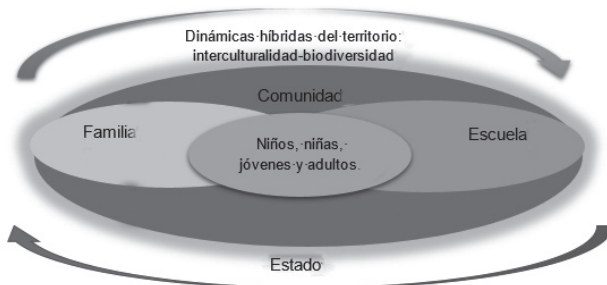 Dinámicas·híbridas·del·territorio:
interculturalidad-biodiversidad
Comunidad
Familia
Niños,·niñas,·
jóvenes·y·adultos.
Escuela
Estado